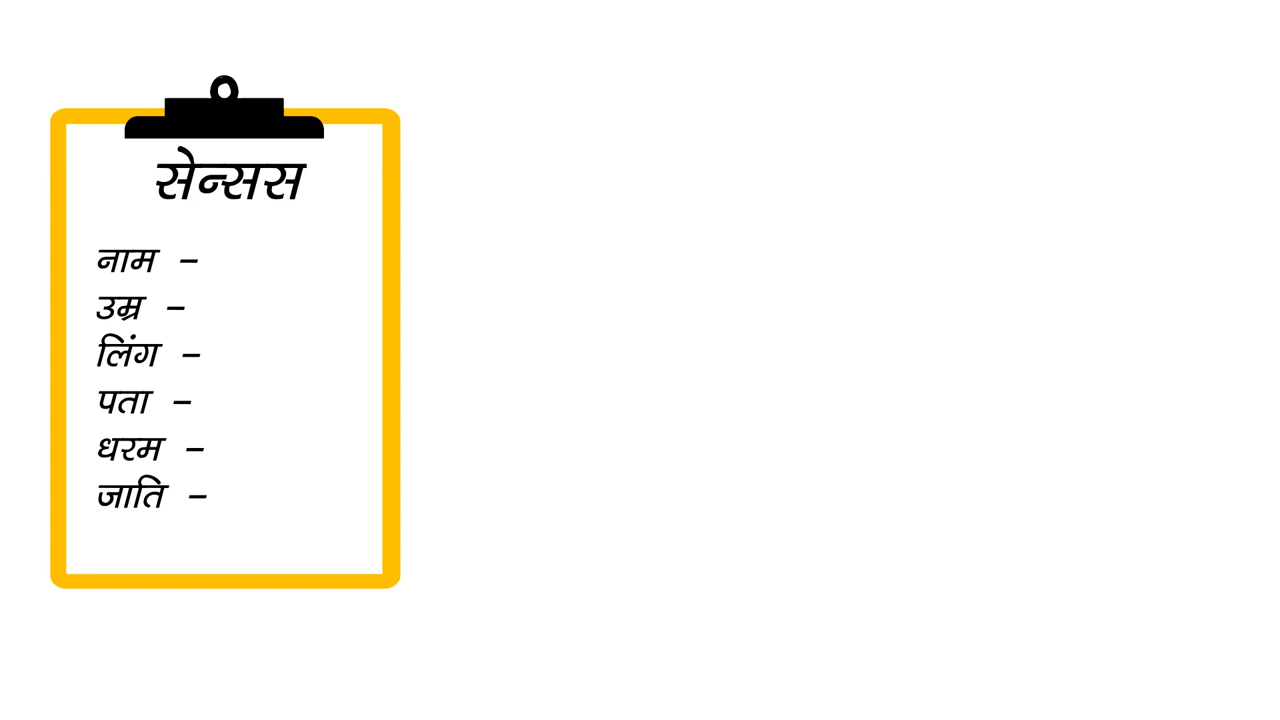 सेन्सस
नाम –
उम्र –
लिंग –
पता –
धरम –
जाति –